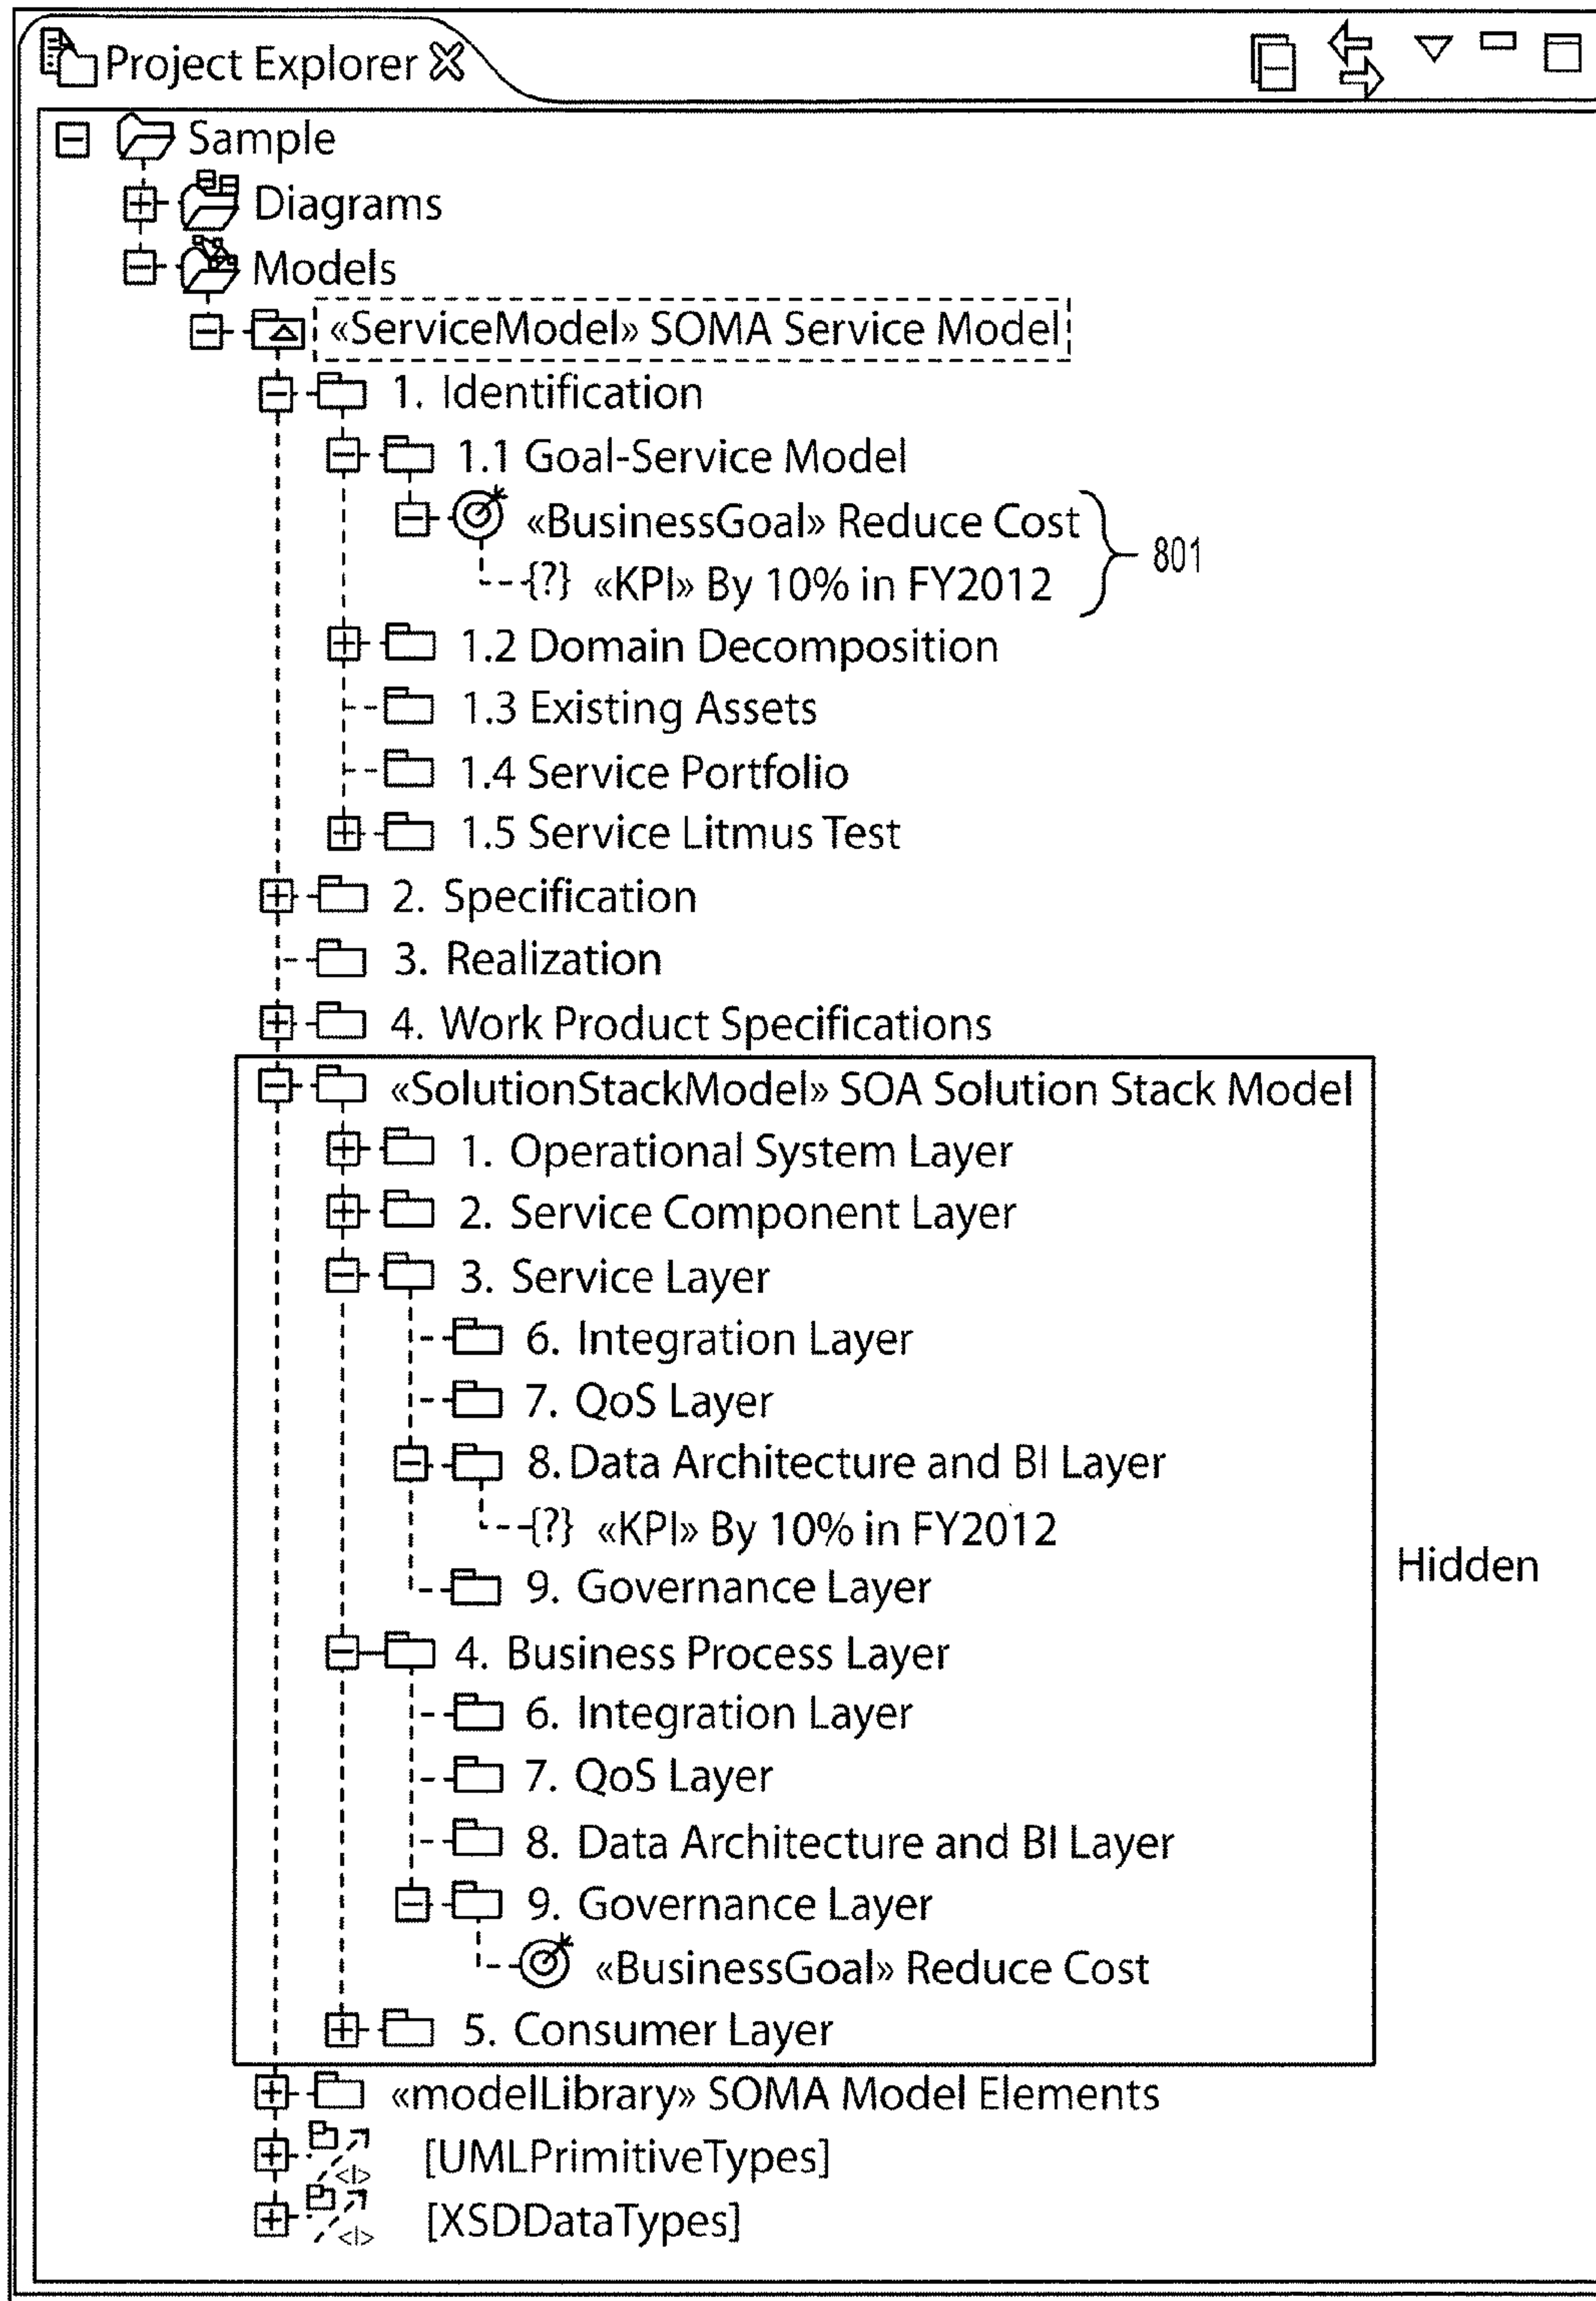 Project Explorer
Sample
Diagrams
Models
«ServiceModel» SOMA Service Model
1. Identification
1.1 Goal-Service Model
«BusinessGoal» Reduce Cost
{?} «KPI» By 10% in FY2012
801
1.2 Domain Decomposition
1.3 Existing Assets
1.4 Service Portfolio
1.5 Service Litmus Test
2. Specification
3. Realization
4. Work Product Specifications
«SolutionStackModel» SOA Solution Stack Model
1. Operational System Layer
2. Service Component Layer
3. Service Layer
6. Integration Layer
7. QoS Layer
8. Data Architecture and BI Layer
{?} «KPI» By 10% in FY2012
Hidden
9. Governance Layer
4. Business Process Layer
6. Integration Layer
7. QoS Layer
8. Data Architecture and BI Layer
9. Governance Layer
«BusinessGoal» Reduce Cost
5. Consumer Layer
«modelLibrary» SOMA Model Elements
[UMLPrimitiveTypes]
[XSDDataTypes]